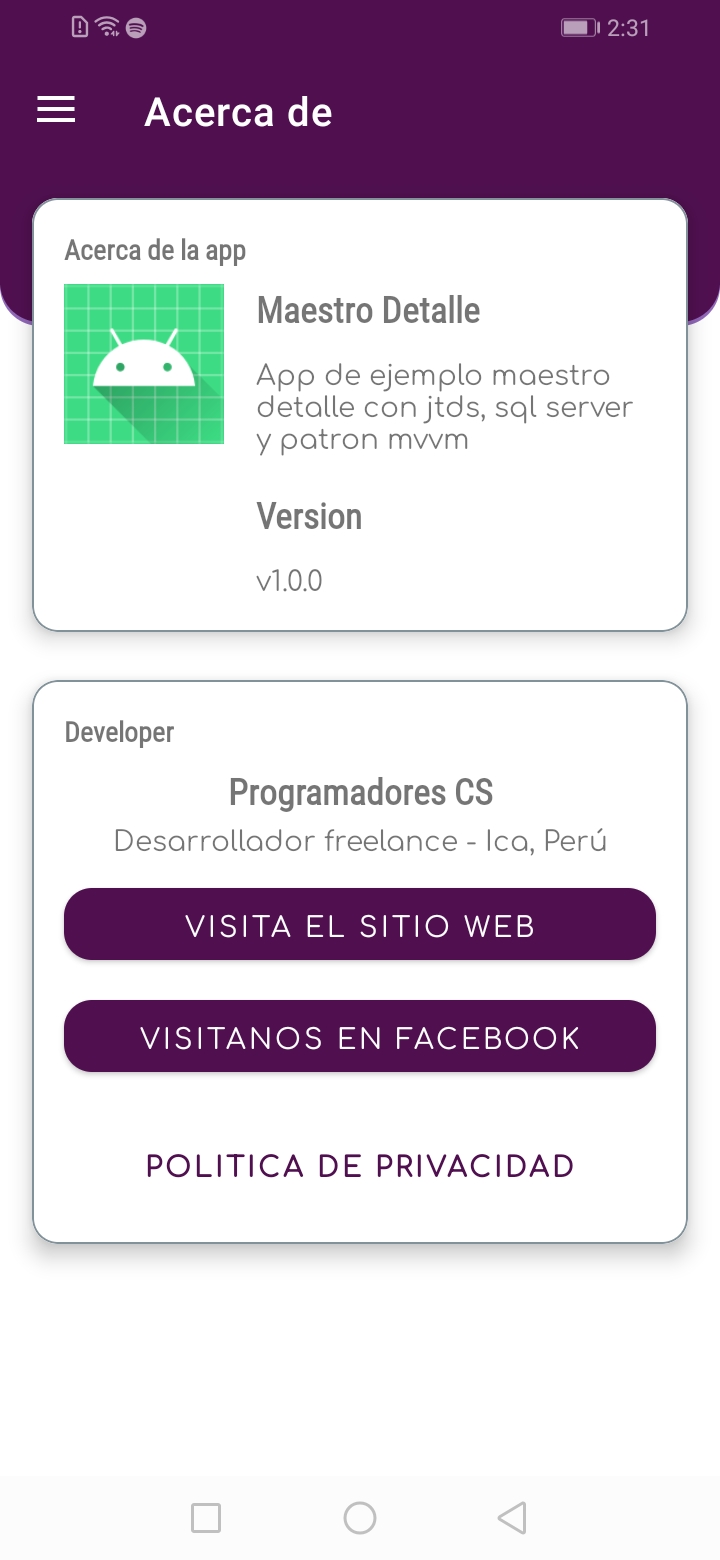 2:31
Acerca de
Acerca de la app
Maestro Detalle
App de ejemplo maestro
detalle con jtds, sql server
y patron mvvm
Version
v1.0.0
Developer
Programadores CS
Desarrollador freelance - Ica, Perú
VISITA EL SITIO WEB
VISITANOS EN FACEBOOK
POLITICA DE PRIVACIDAD